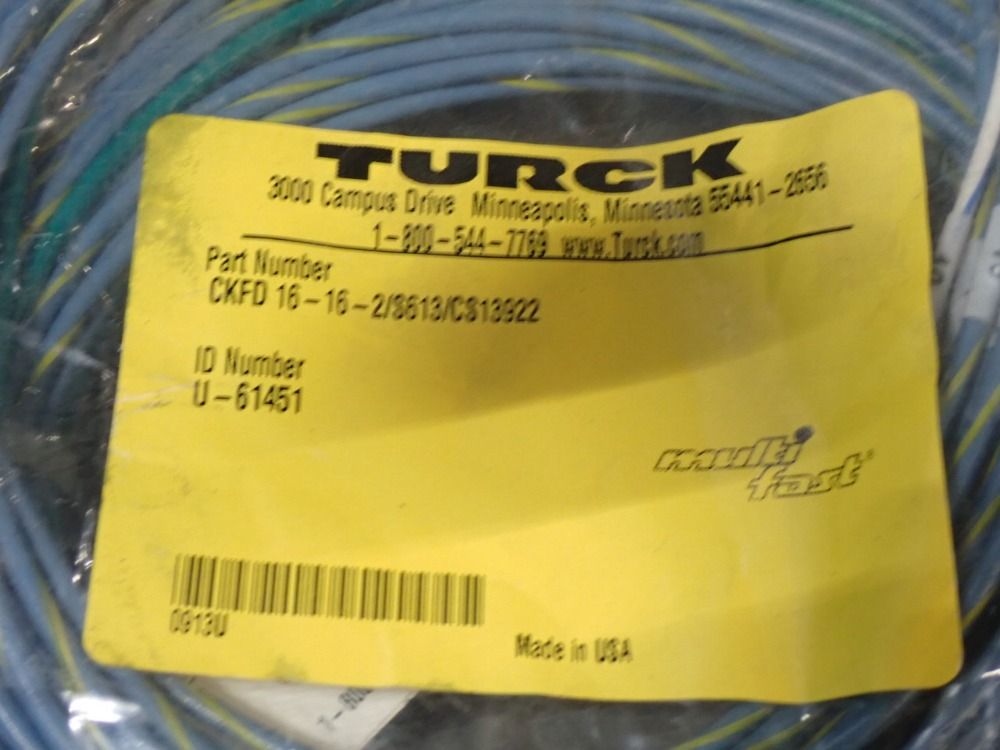 TURCK
3000 Campus Drive Minneapolis, Minnesota 55441-2656
1-800-544-7769 www.Turck.com
Part Number
CKFD 16-16-2/S613/CS13922
ID Number
U-61451
multi
fast®
0913U
Made in USA